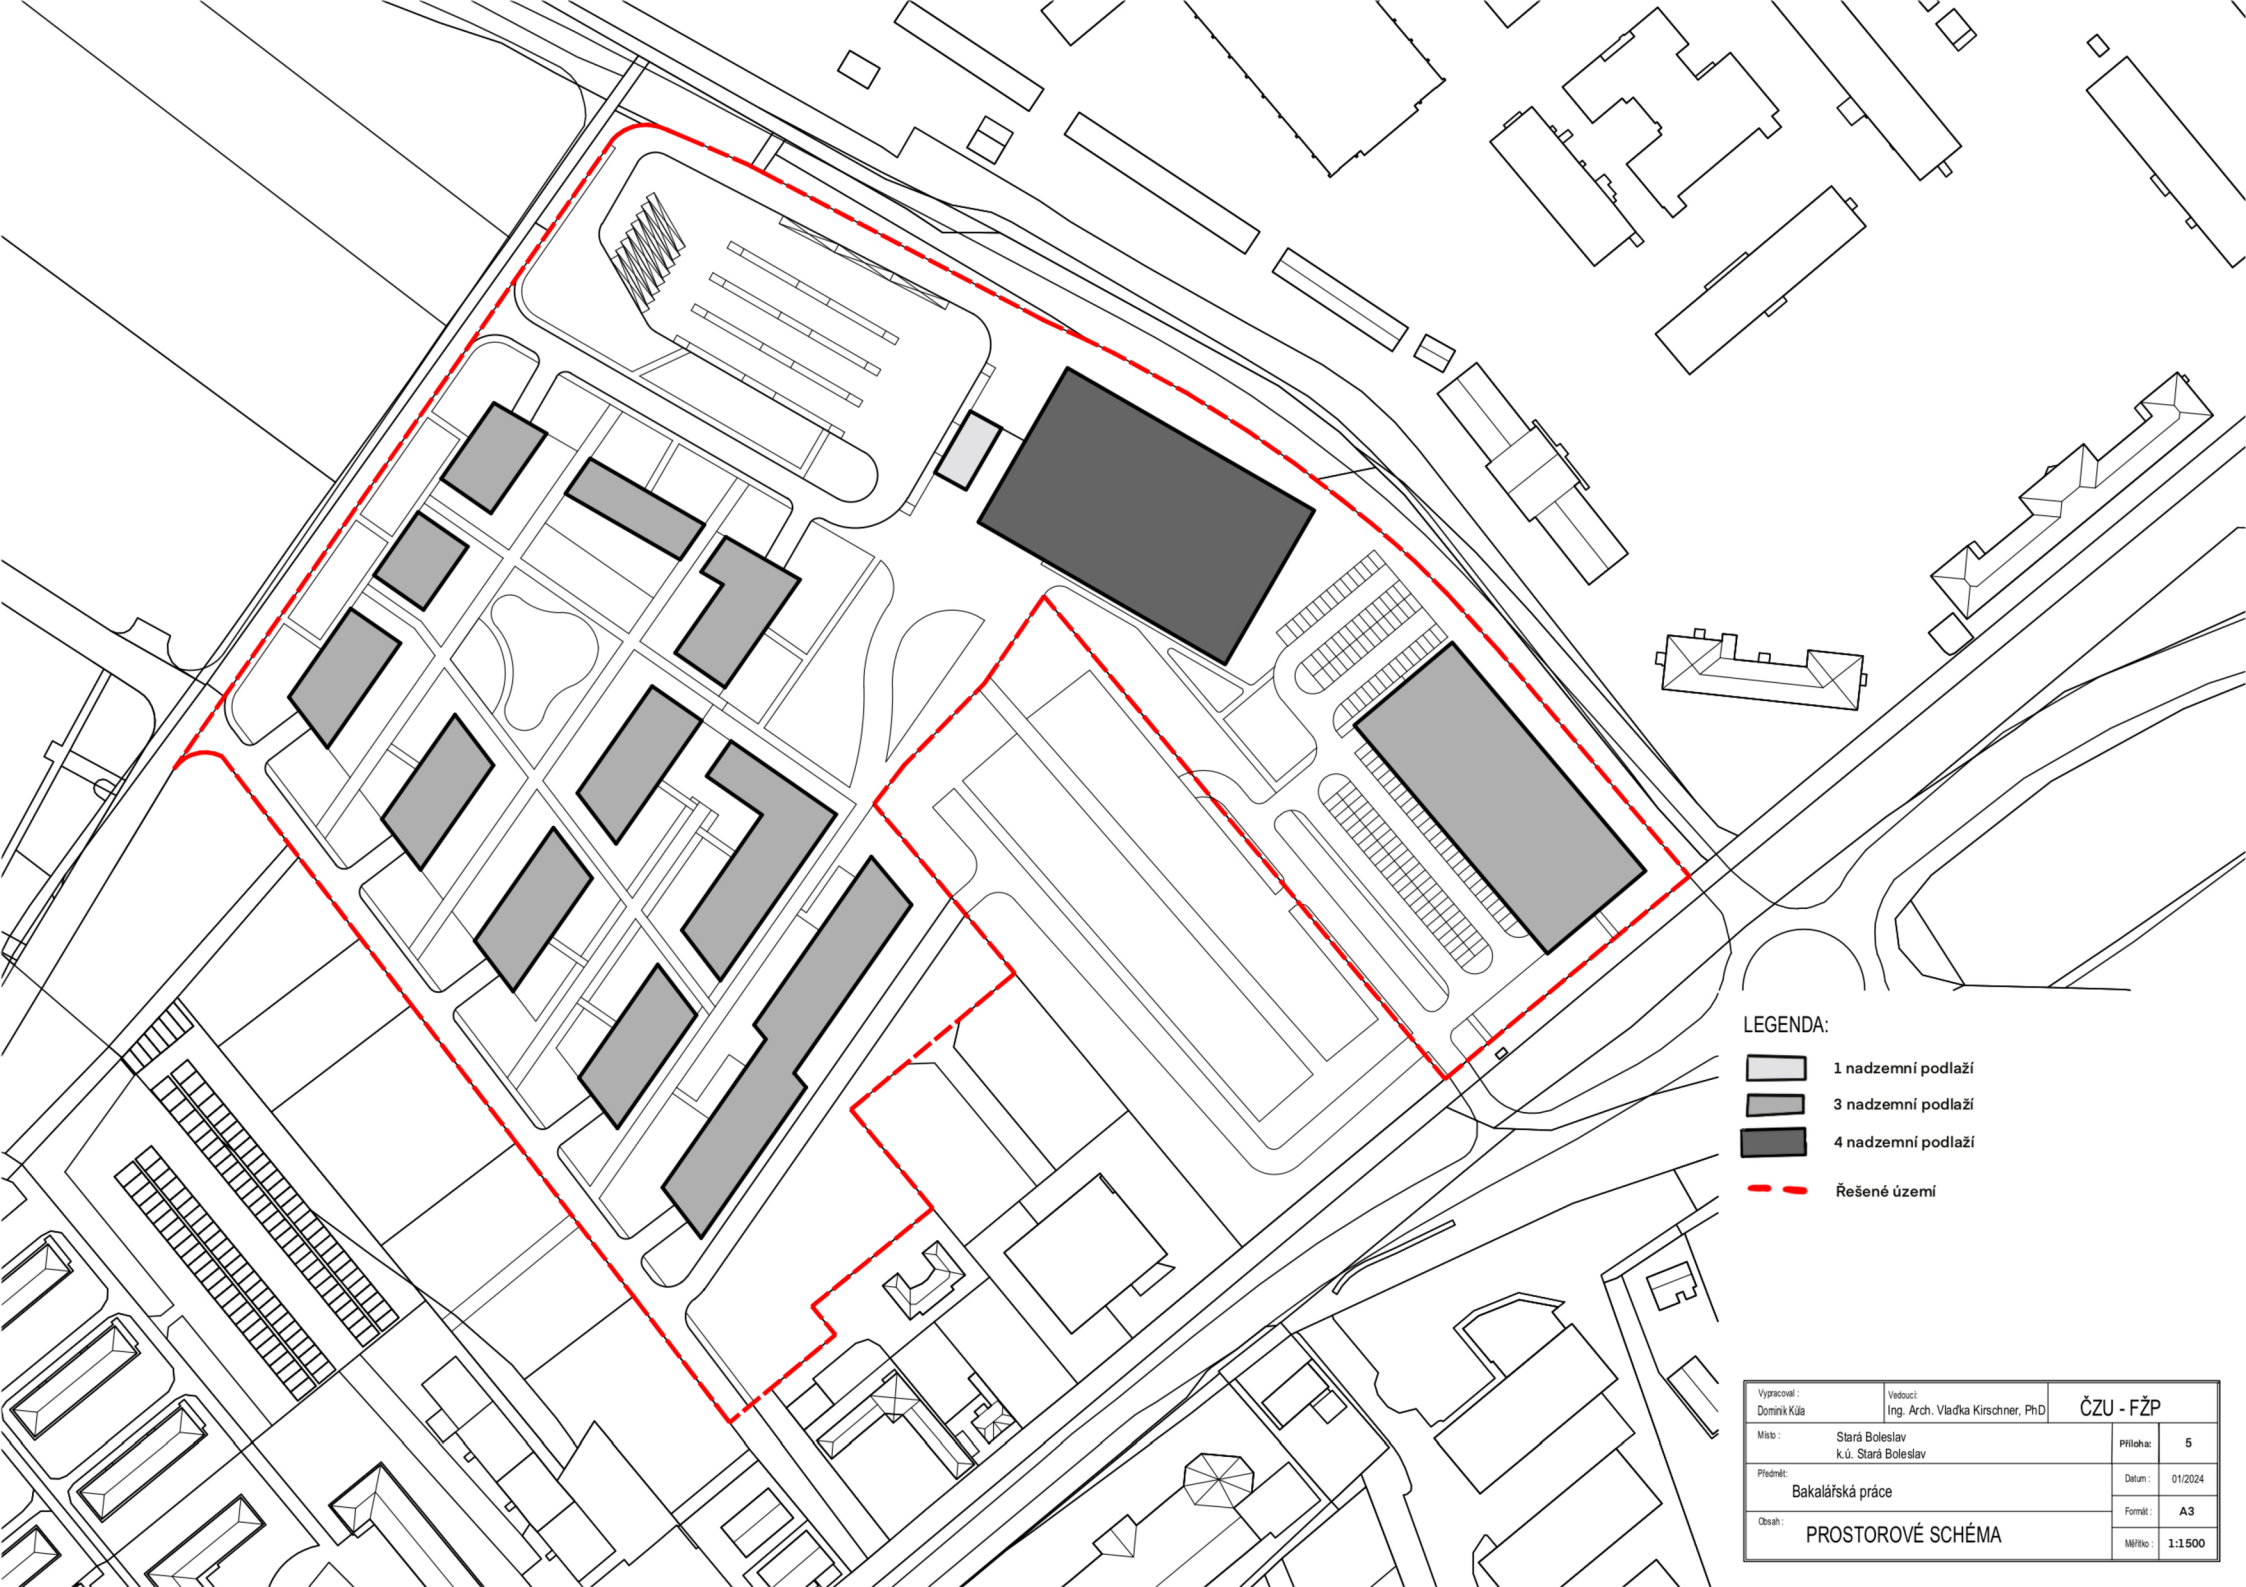 LEGENDA:
1 nadzemní podlaží
3 nadzemní podlaží
4 nadzemní podlaží
Řešené území
Vypracoval :
Dominik Kůla
Vedoucí:
Ing. Arch. Vlaďka Kirschner, PhD
ČZU - FŽP
Místo :
Stará Boleslav
k.ú. Stará Boleslav
Příloha: 5
Předmět:
Bakalářská práce
Datum : 01/2024
Formát : A3
Obsah :
PROSTOROVÉ SCHÉMA
Měřítko : 1:1500